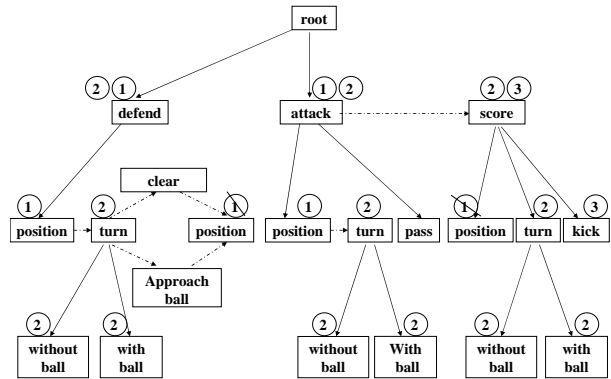 root
2 1 1 2 2 3
defend attack score
clear
1 2 1 1 2 1 2 3
position turn position position turn pass position turn kick
Approach
ball
2 2 2 2 2 2
without with without With without with
ball ball ball ball ball ball